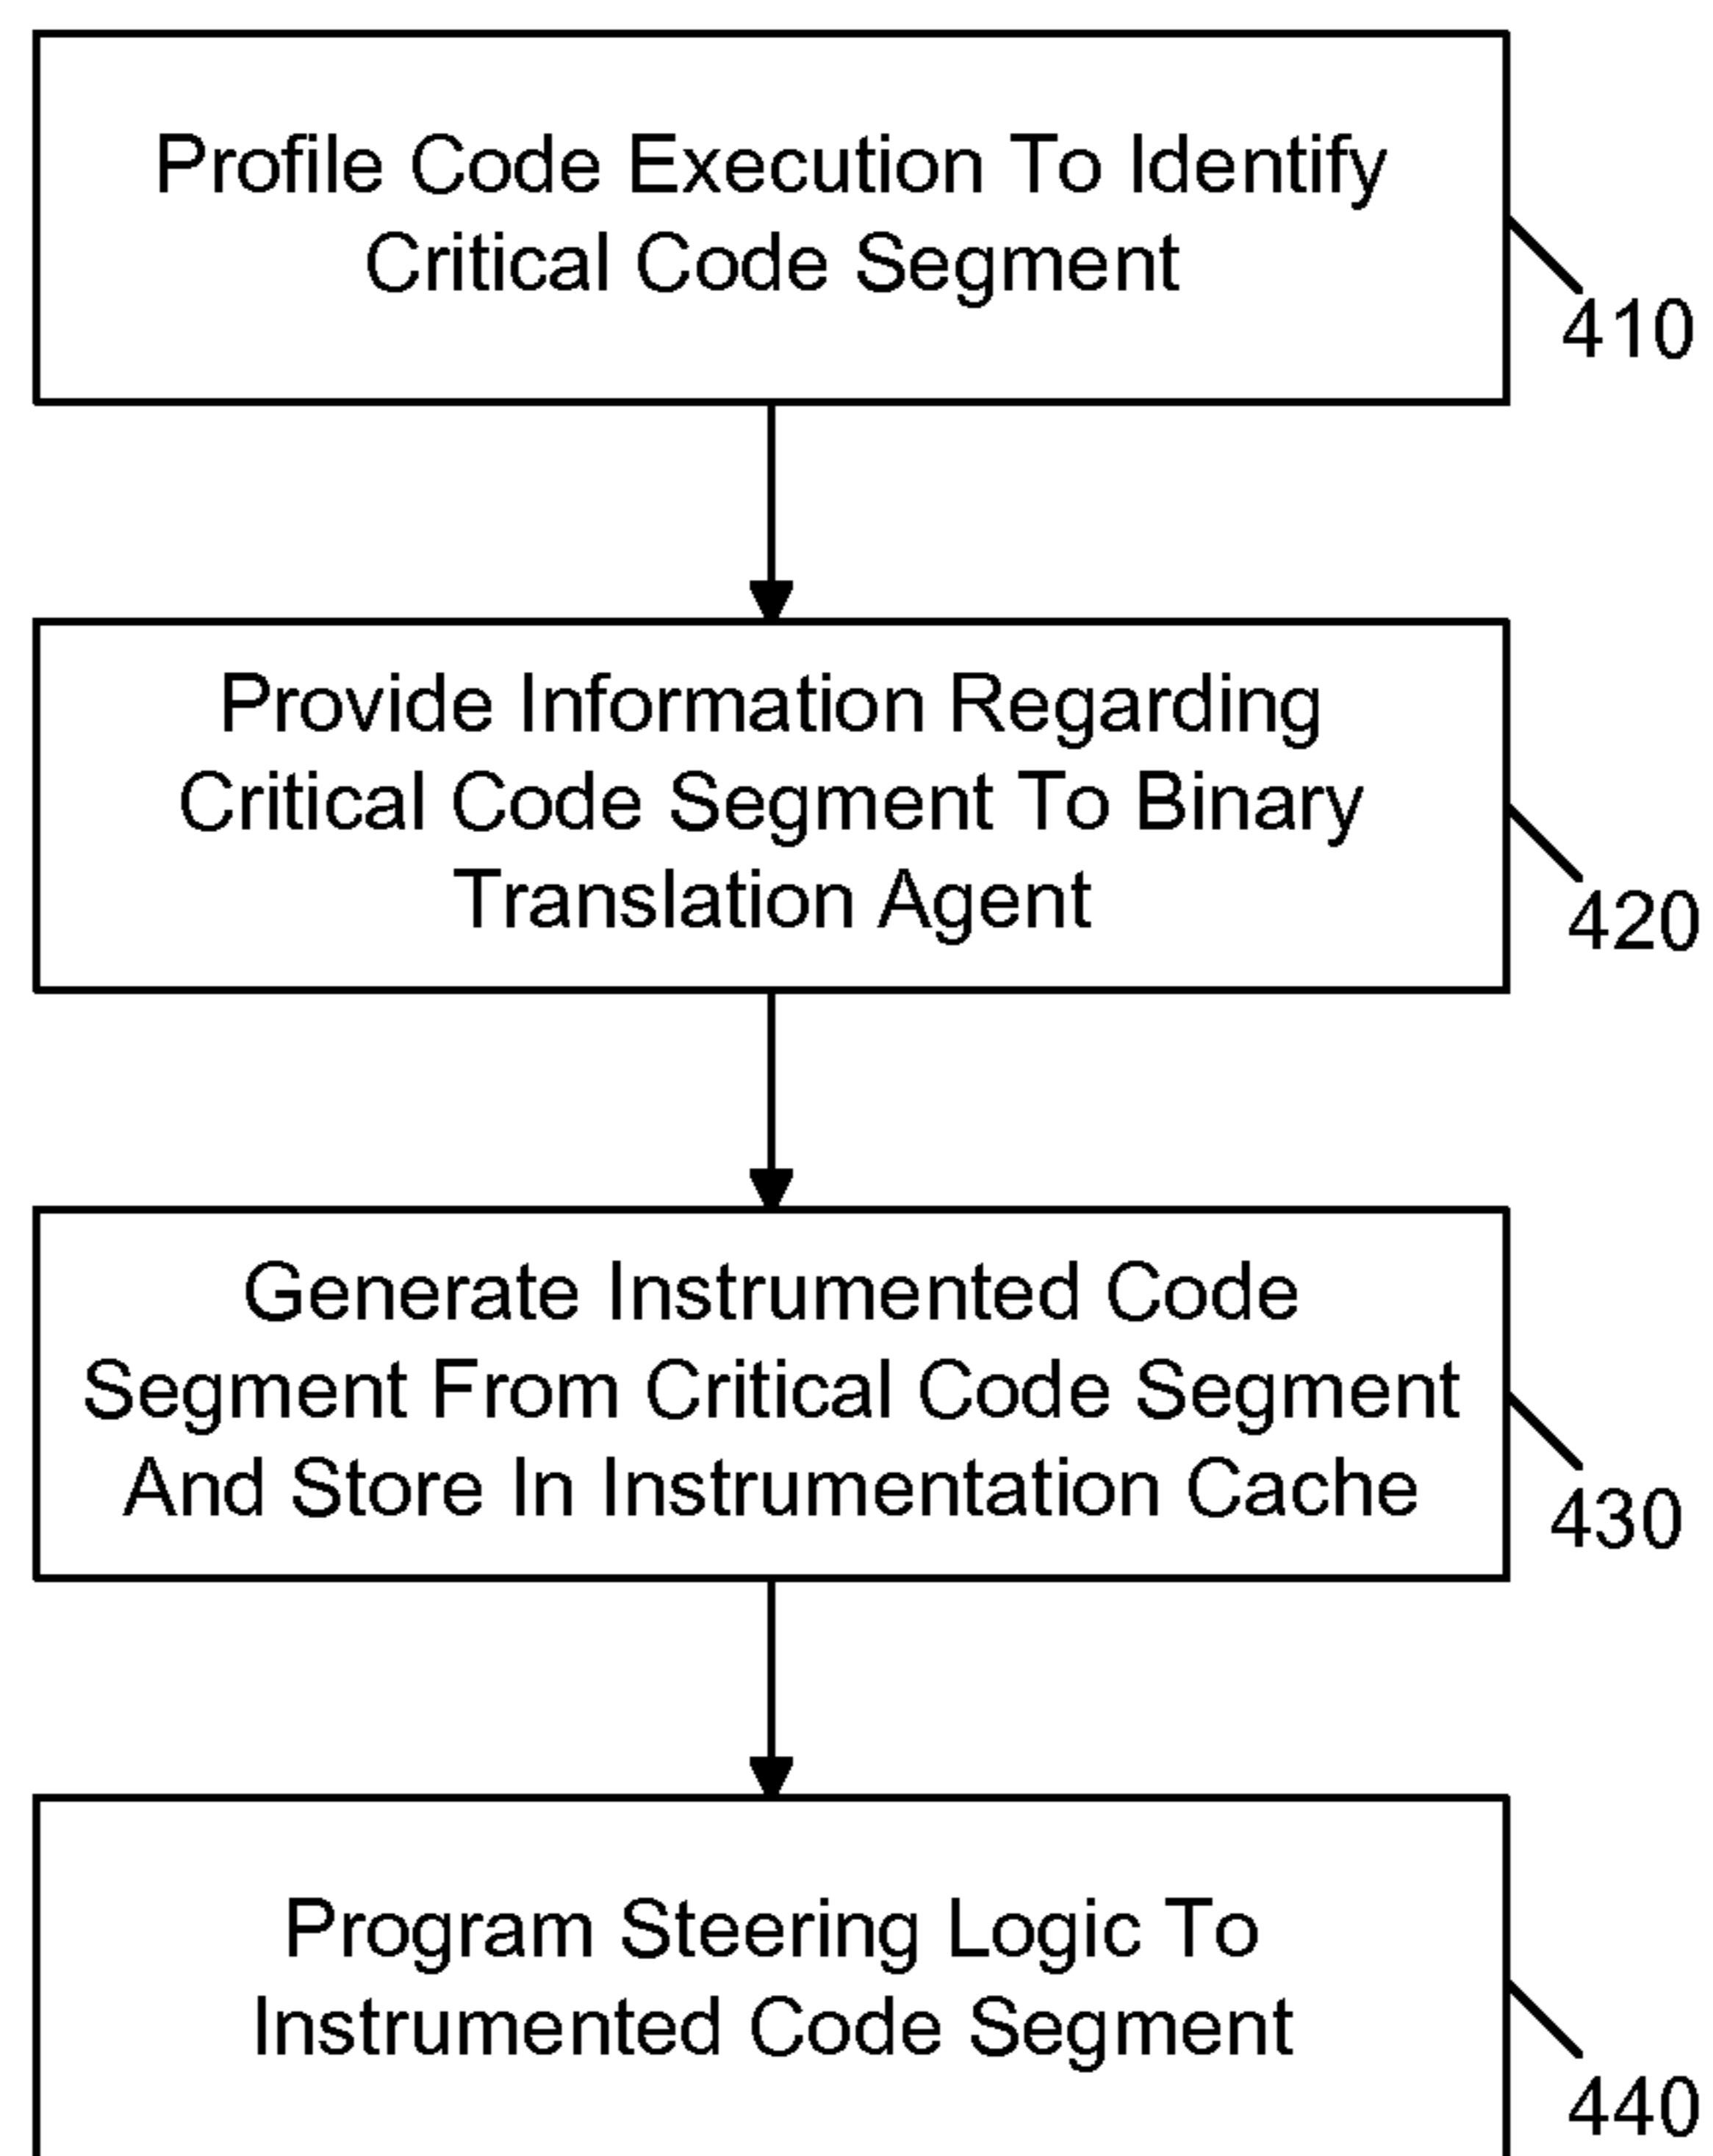 Profile Code Execution To Identify
Critical Code Segment
410
Provide Information Regarding
Critical Code Segment To Binary
Translation Agent
420
Generate Instrumented Code
Segment From Critical Code Segment
And Store In Instrumentation Cache
430
Program Steering Logic To
Instrumented Code Segment
440